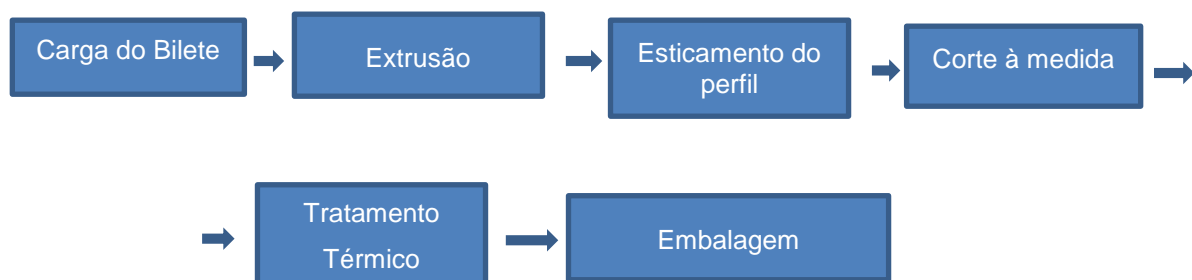 Carga do Bilete
Extrusão
Esticamento do
perfil
Corte à medida
Tratamento
Térmico
Embalagem